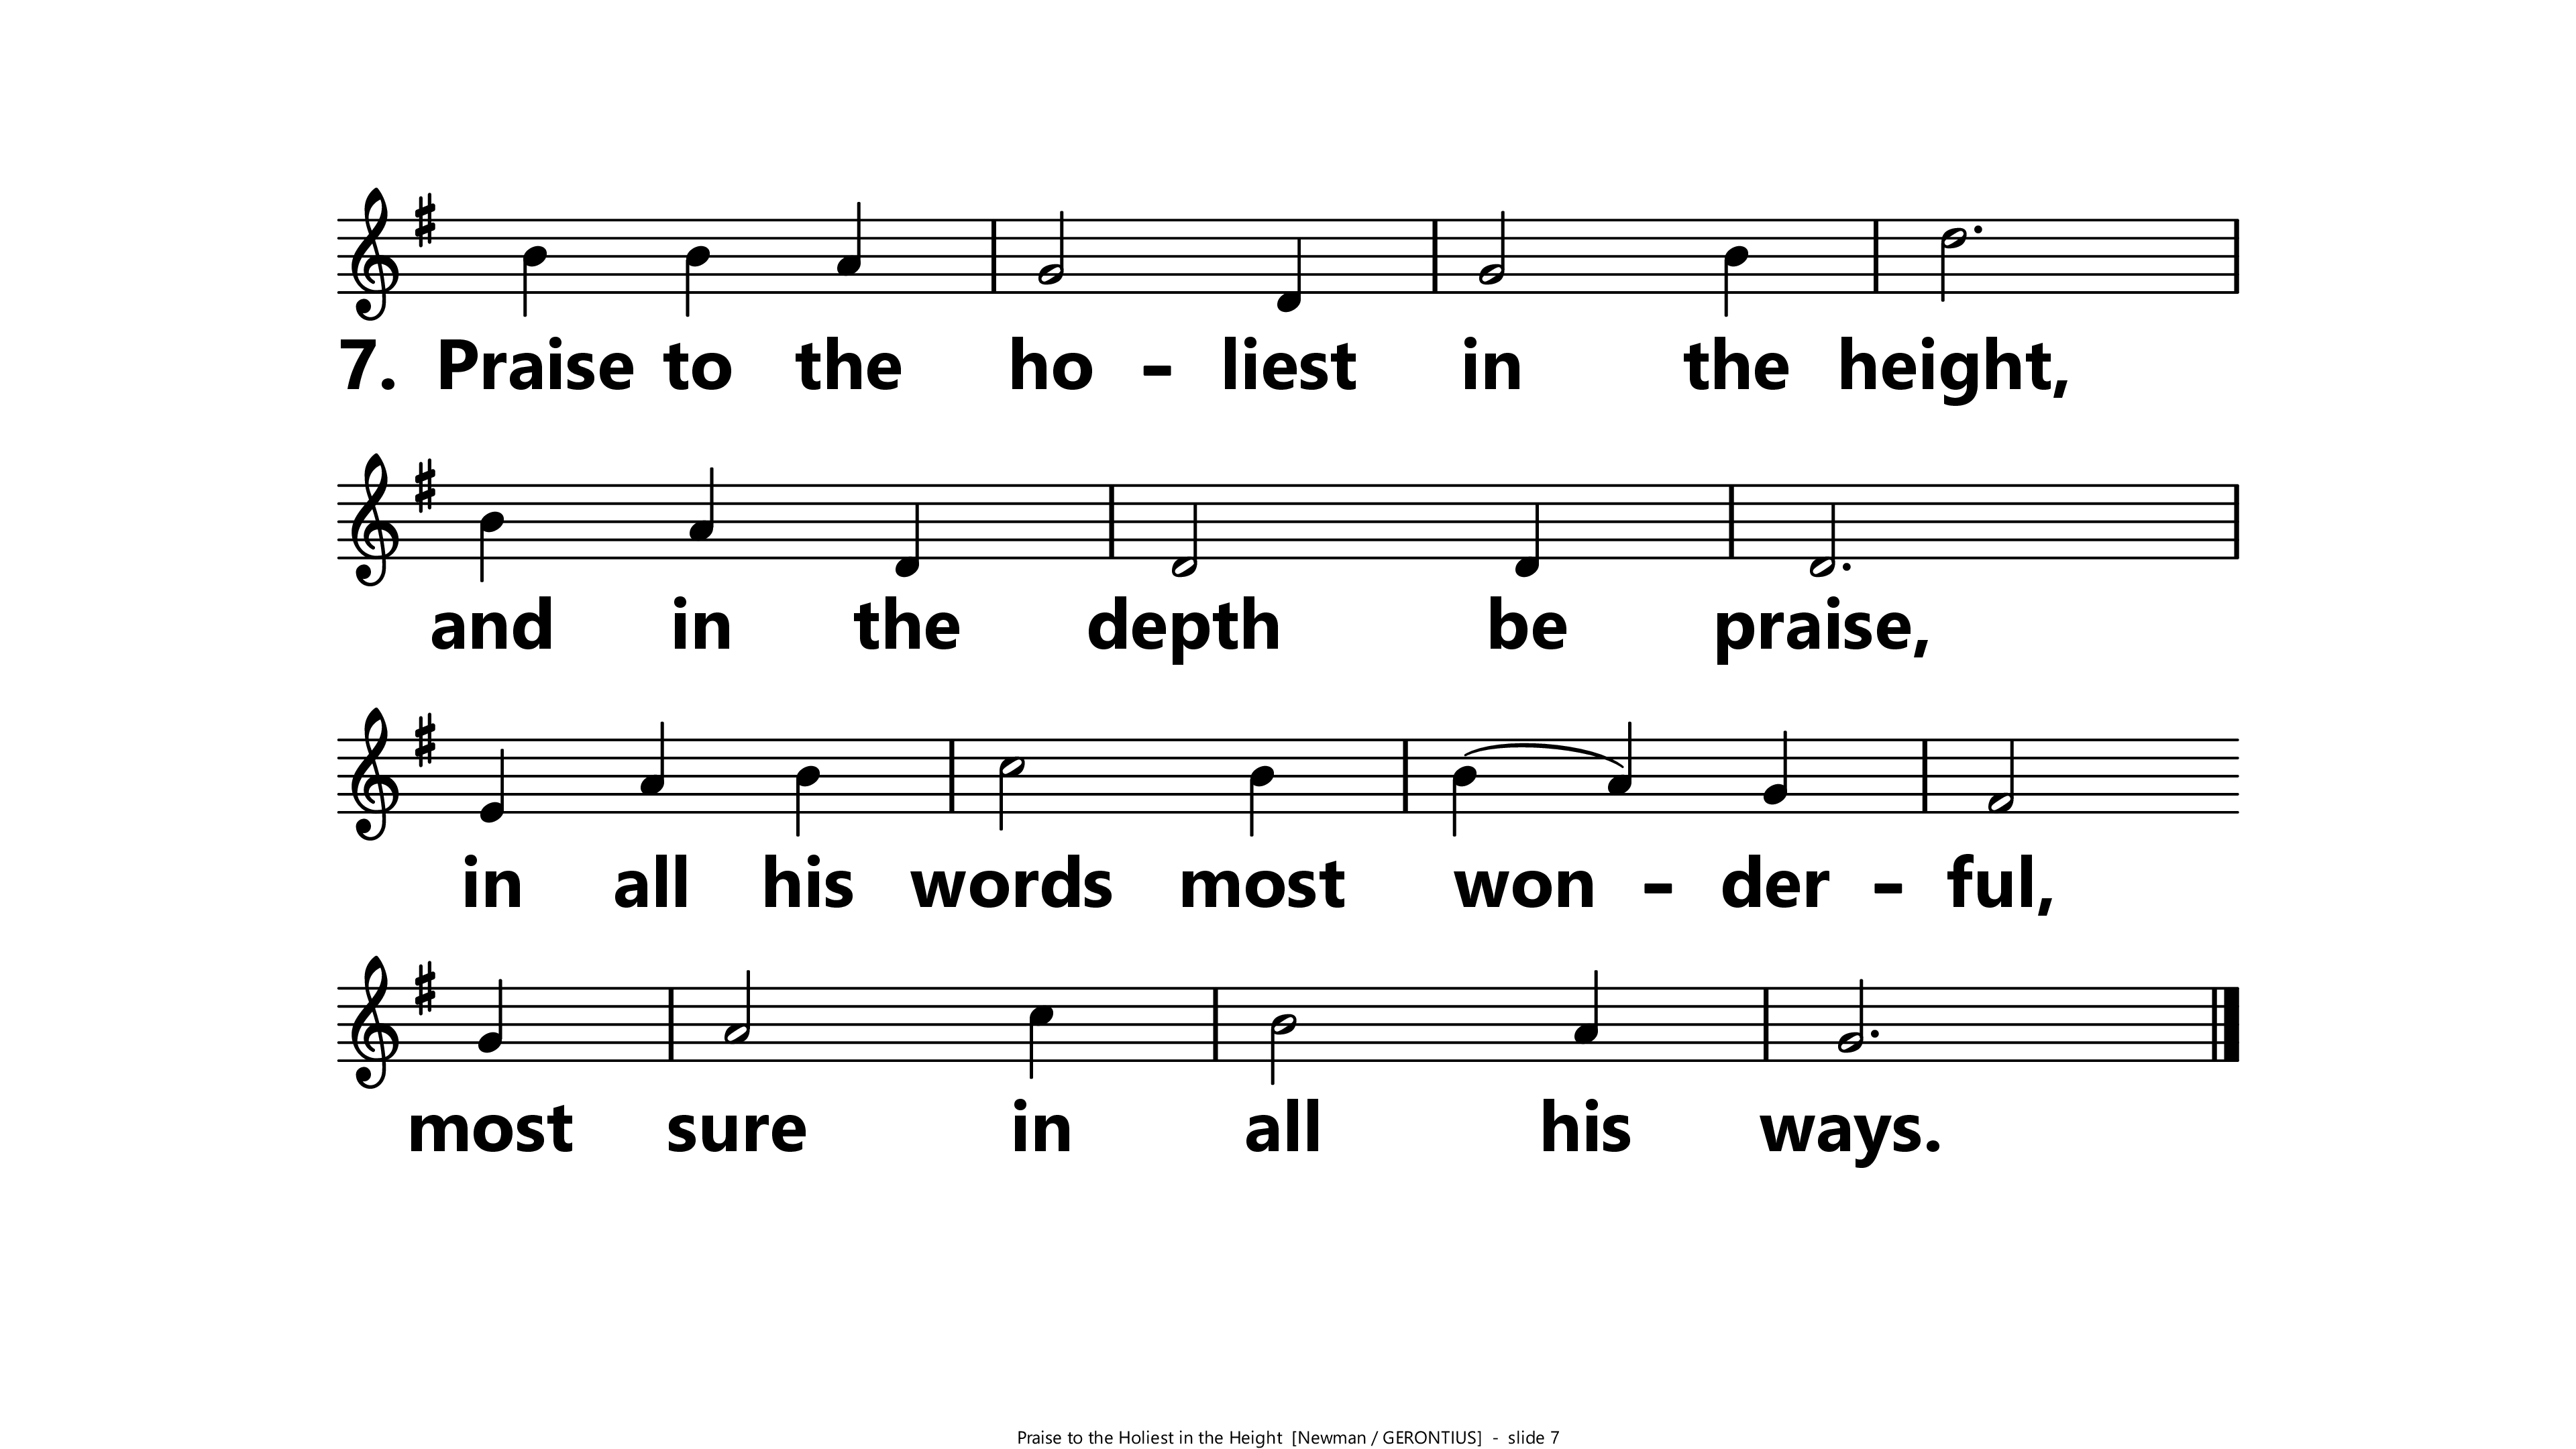 7. Praise to the ho - liest in the height,
and in the depth be praise,
in all his words most won - der - ful,
most sure in all his ways.
Praise to the Holiest in the Height [Newman / GERONTIUS] - slide 7